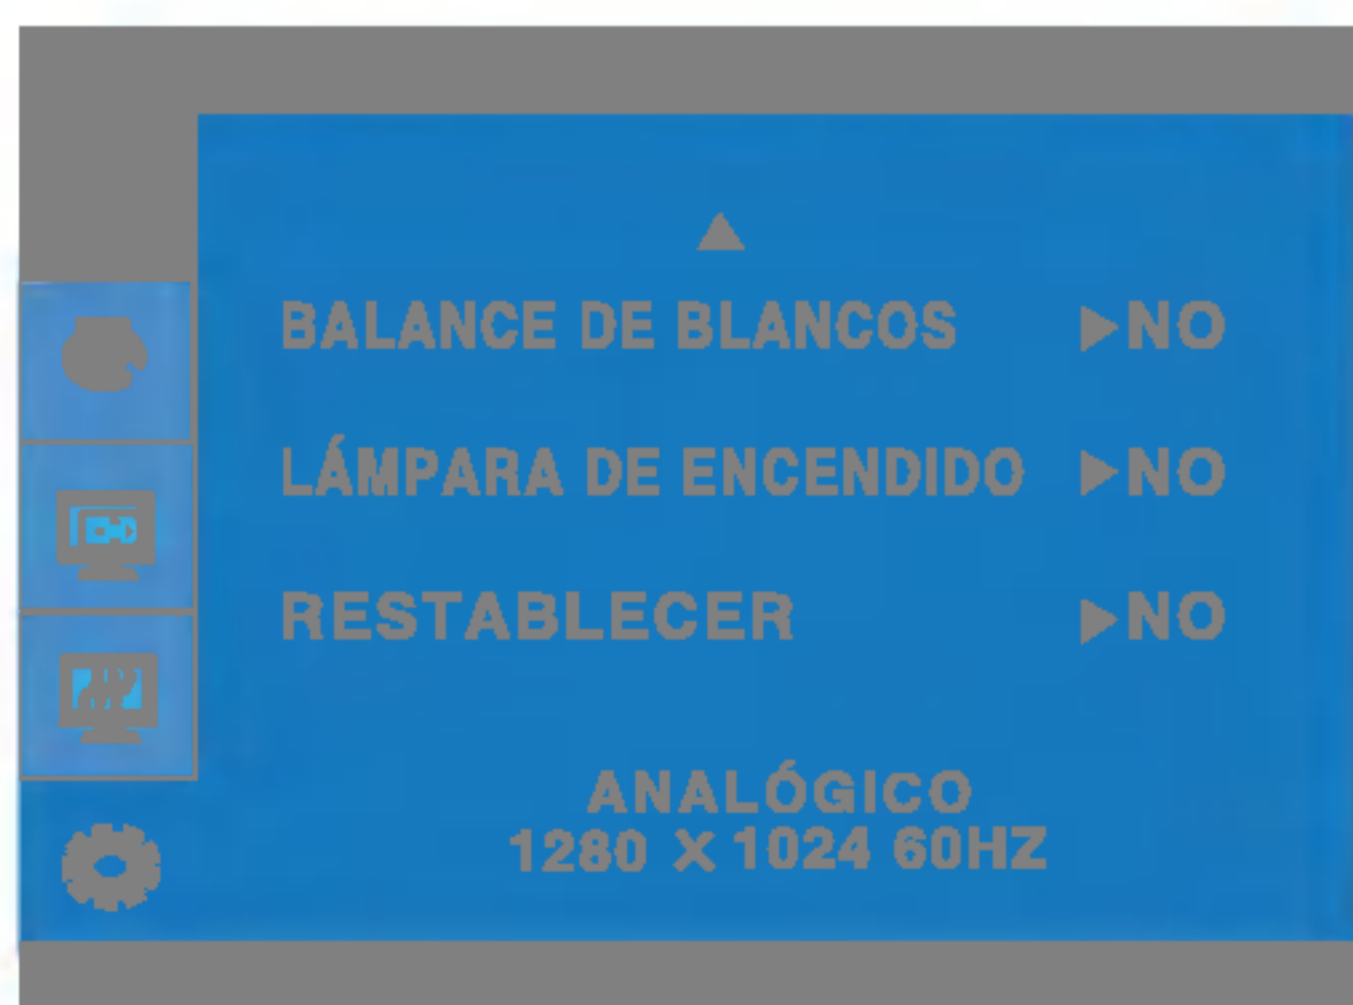 BALANCE DE BLANCOS ▶NO
LÁMPARA DE ENCENDIDO ▶NO
RESTABLECER ▶NO
ANALÓGICO
1280 X 1024 60HZ